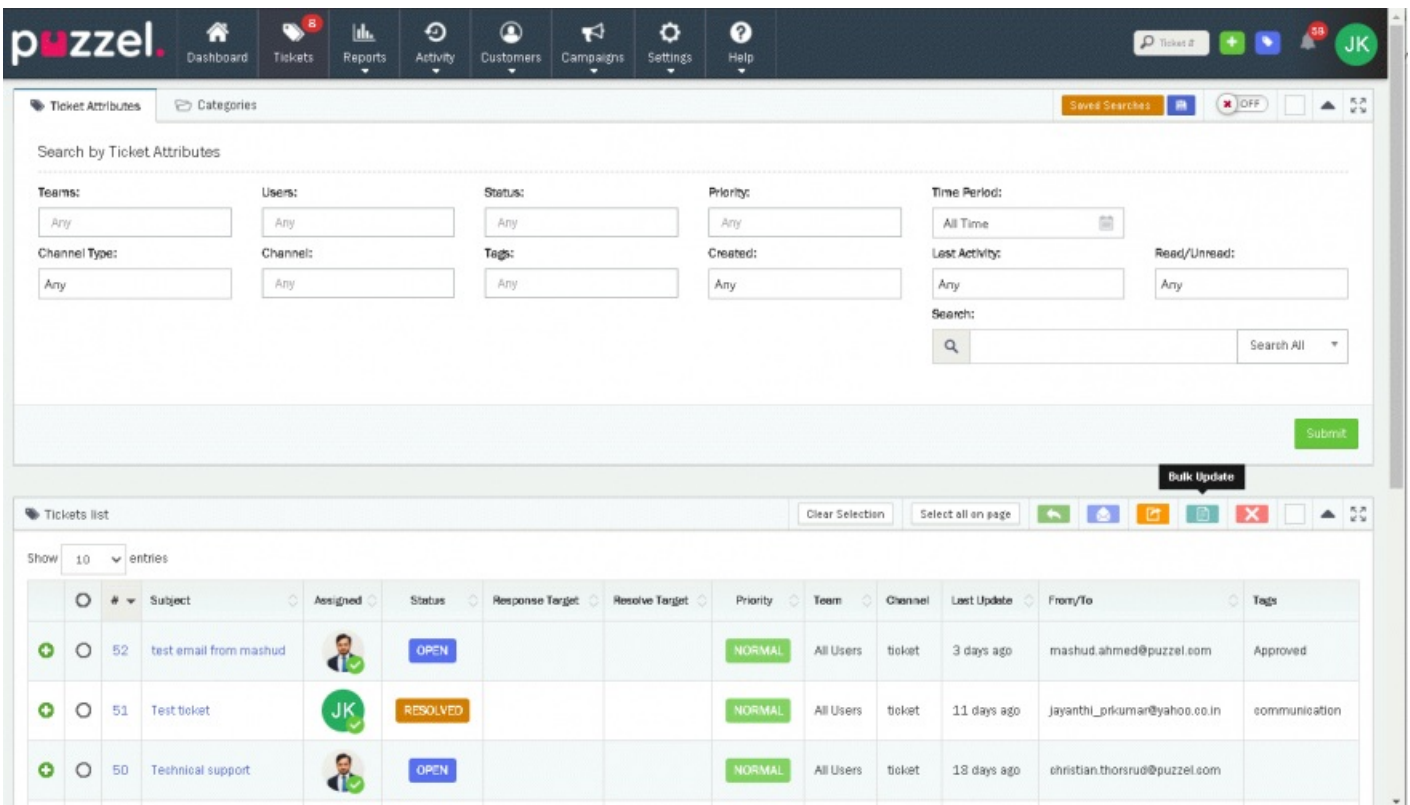 puzzel.
Dashboard
Tickets
8
Reports
Activity
Customers
Campaigns
Settings
Help
Ticket #
58
JK
Ticket Attributes
Categories
Saved Searches
OFF
Search by Ticket Attributes
Teams: Users: Status: Priority: Time Period:
Any Any Any Any All Time
Channel Type: Channel: Tags: Created: Last Activity: Read/Unread:
Any Any Any Any Any Any
Search:
Search All
Submit
Bulk Update
Tickets list
Clear Selection
Select all on page
Show 10 entries
# Subject Assigned Status Response Target Resolve Target Priority Team Channel Last Update From/To Tags
52 test email from mashud OPEN NORMAL All Users ticket 3 days ago mashud.ahmed@puzzel.com Approved
51 Test ticket JK RESOLVED NORMAL All Users ticket 11 days ago jayanthi_prkumar@yahoo.co.in communication
50 Technical support OPEN NORMAL All Users ticket 18 days ago christian.thorsrud@puzzel.com